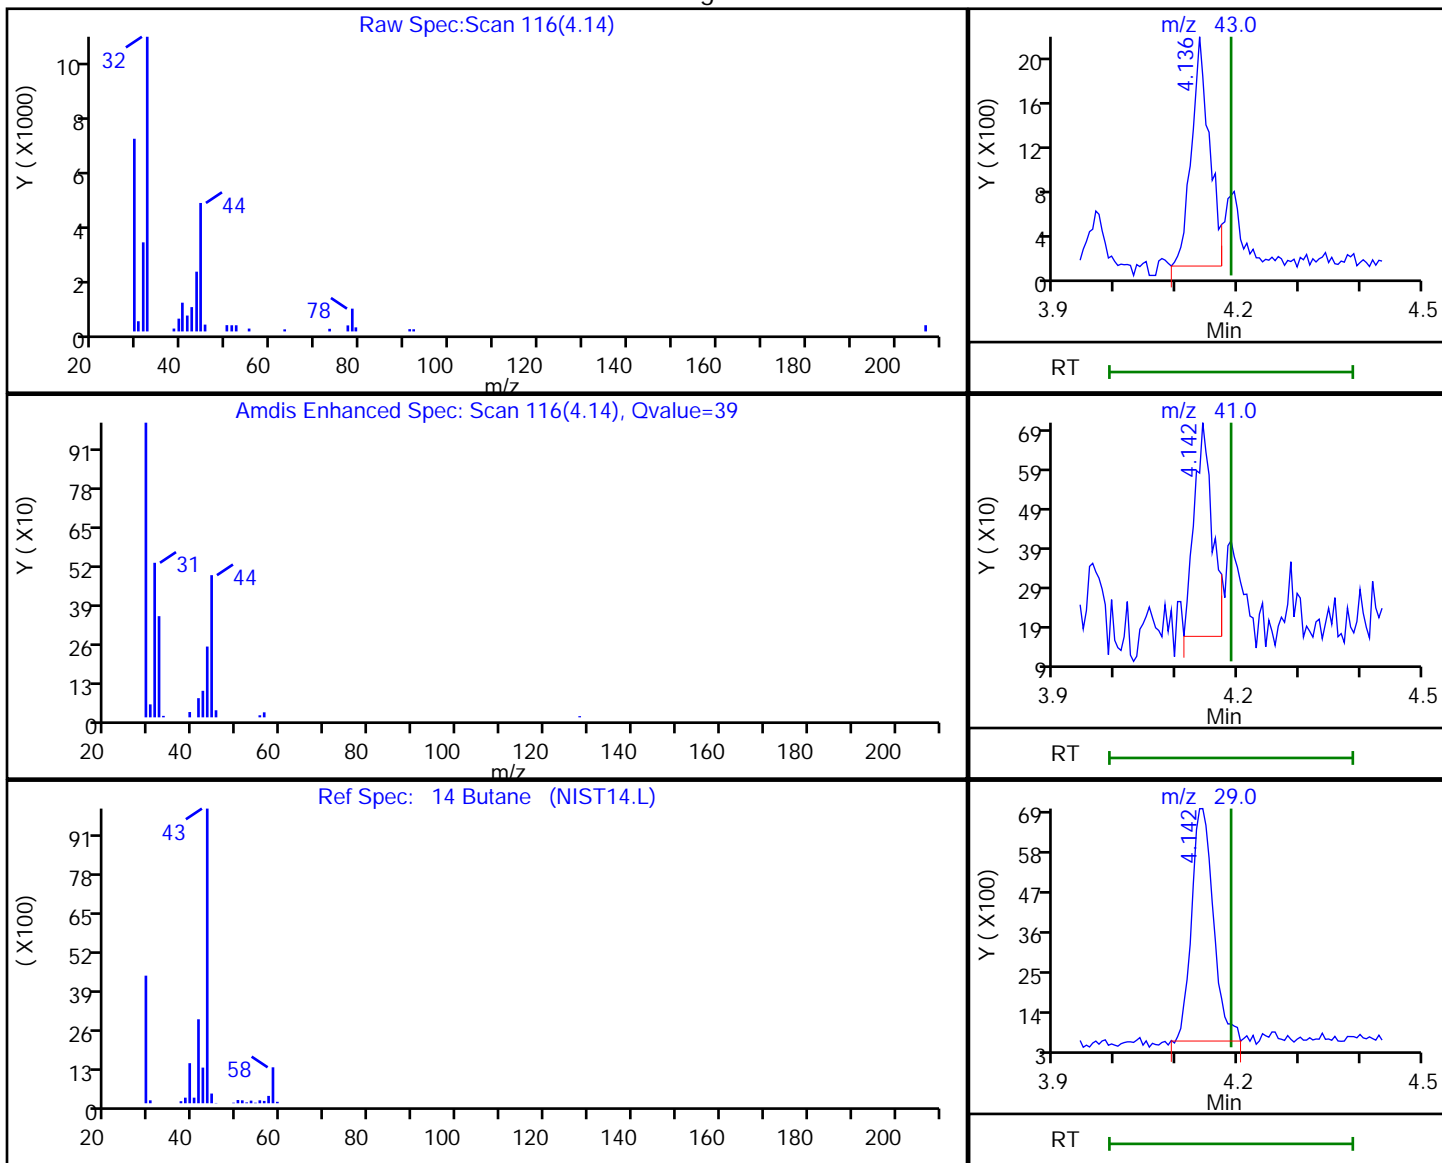 Raw Spec:Scan 116(4.14)
Y ( X1000)
10
8
6
4
2
0
32
44
78
20 40 60 80 100 120 140 160 180 200
m/z
m/z 43.0
Y ( X100)
20
16
12
8
4
0
4.136
3.9 4.2 4.5
Min
RT
Amdis Enhanced Spec: Scan 116(4.14), Qvalue=39
Y ( X10)
91
78
65
52
39
26
13
0
31
44
20 40 60 80 100 120 140 160 180 200
m/z
m/z 41.0
Y ( X10)
69
59
49
39
29
19
9
4.142
3.9 4.2 4.5
Min
RT
Ref Spec: 14 Butane (NIST14.L)
( X100)
91
78
65
52
39
26
13
0
43
58
20 40 60 80 100 120 140 160 180 200
m/z 29.0
Y ( X100)
69
58
47
36
25
14
3
4.142
3.9 4.2 4.5
Min
RT